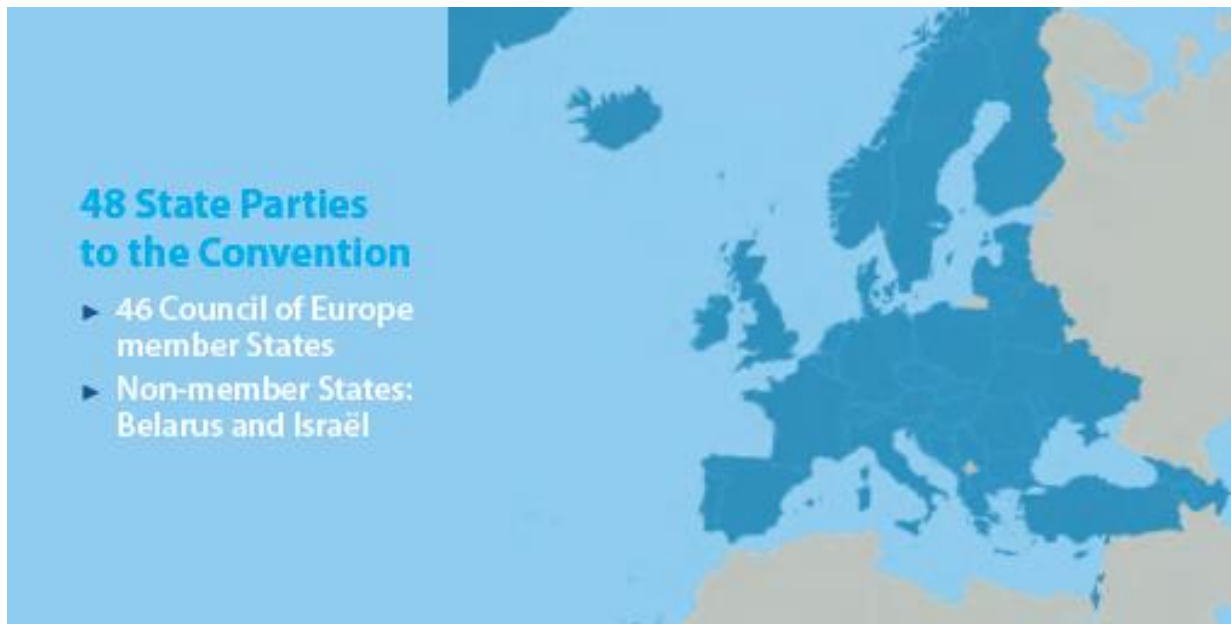 48 State Parties
to the Convention
► 46 Council of Europe
member States
► Non-member States:
Belarus and Israël